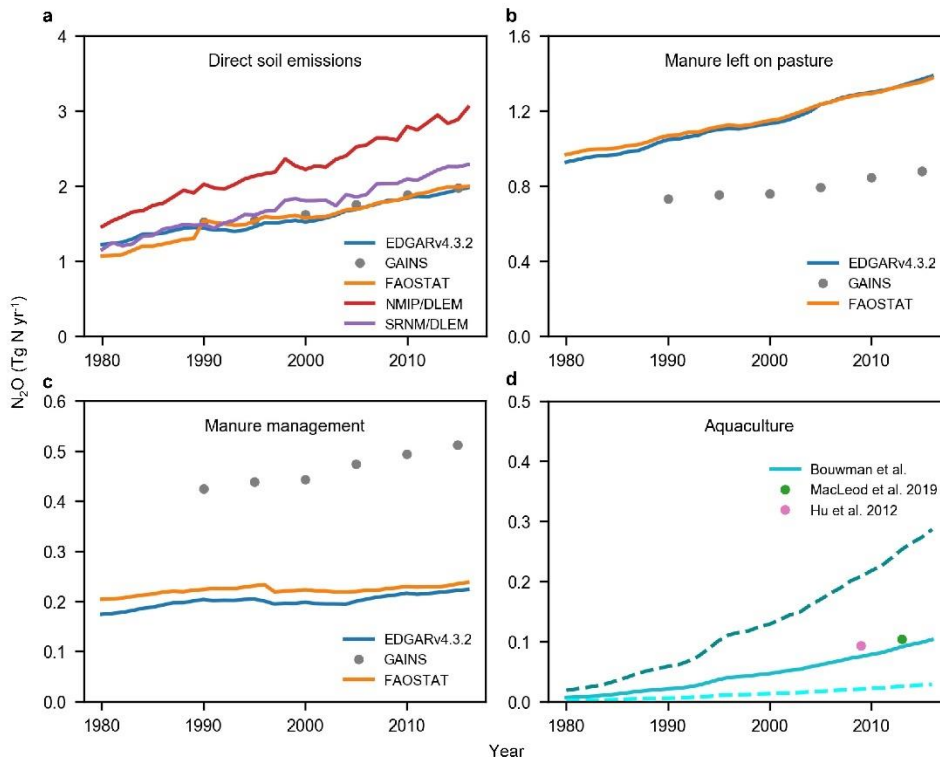 a
Direct soil emissions
4
3
2
1
0
EDGARv4.3.2
GAINS
FAOSTAT
NMIP/DLEM
SRNM/DLEM
1980 1990 2000 2010
b
Manure left on pasture
1.6
1.2
0.8
0.4
0.0
EDGARv4.3.2
GAINS
FAOSTAT
1980 1990 2000 2010
N₂O (Tg N yr⁻¹)
c
Manure management
0.6
0.5
0.4
0.3
0.2
0.1
0.0
EDGARv4.3.2
GAINS
FAOSTAT
1980 1990 2000 2010
d
Aquaculture
0.5
0.4
0.3
0.2
0.1
0.0
Bouwman et al.
MacLeod et al. 2019
Hu et al. 2012
1980 1990 2000 2010
Year